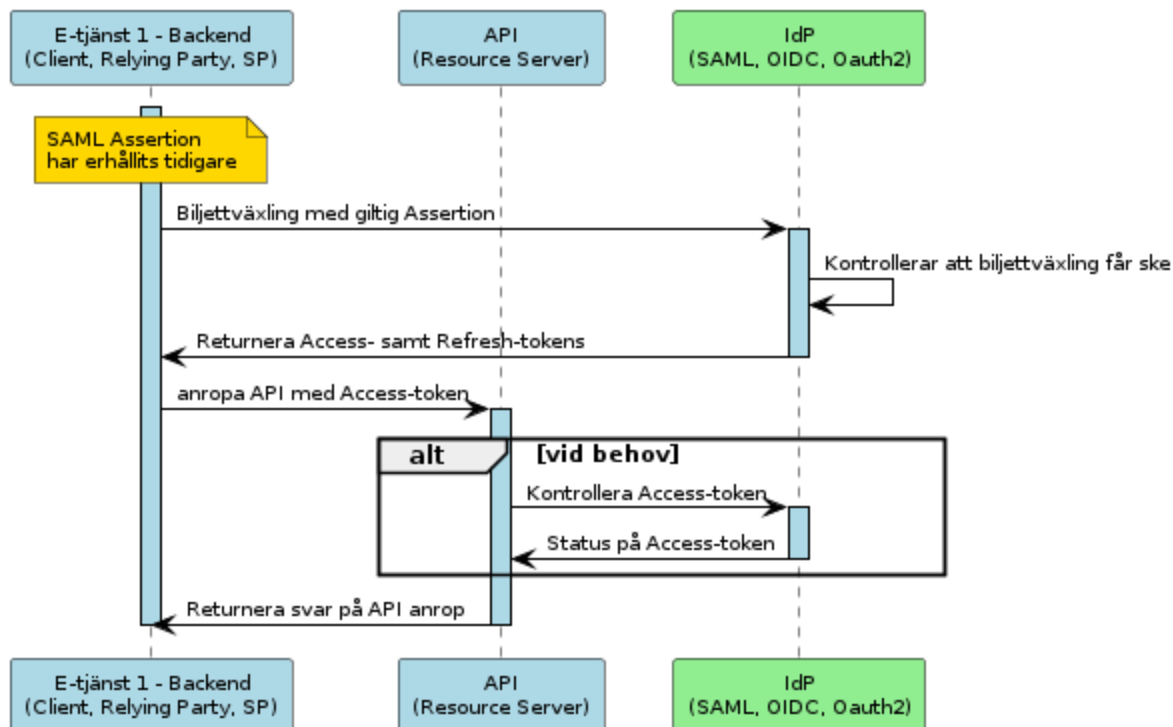 E-tjänst 1 - Backend
(Client, Relying Party, SP)
API
(Resource Server)
IdP
(SAML, OIDC, Oauth2)
SAML Assertion
har erhållits tidigare
Biljettväxling med giltig Assertion
Kontrollerar att biljettväxling får ske
Returnera Access- samt Refresh-tokens
anropa API med Access-token
alt
[vid behov]
Kontrollera Access-token
Status på Access-token
Returnera svar på API anrop
E-tjänst 1 - Backend
(Client, Relying Party, SP)
API
(Resource Server)
IdP
(SAML, OIDC, Oauth2)